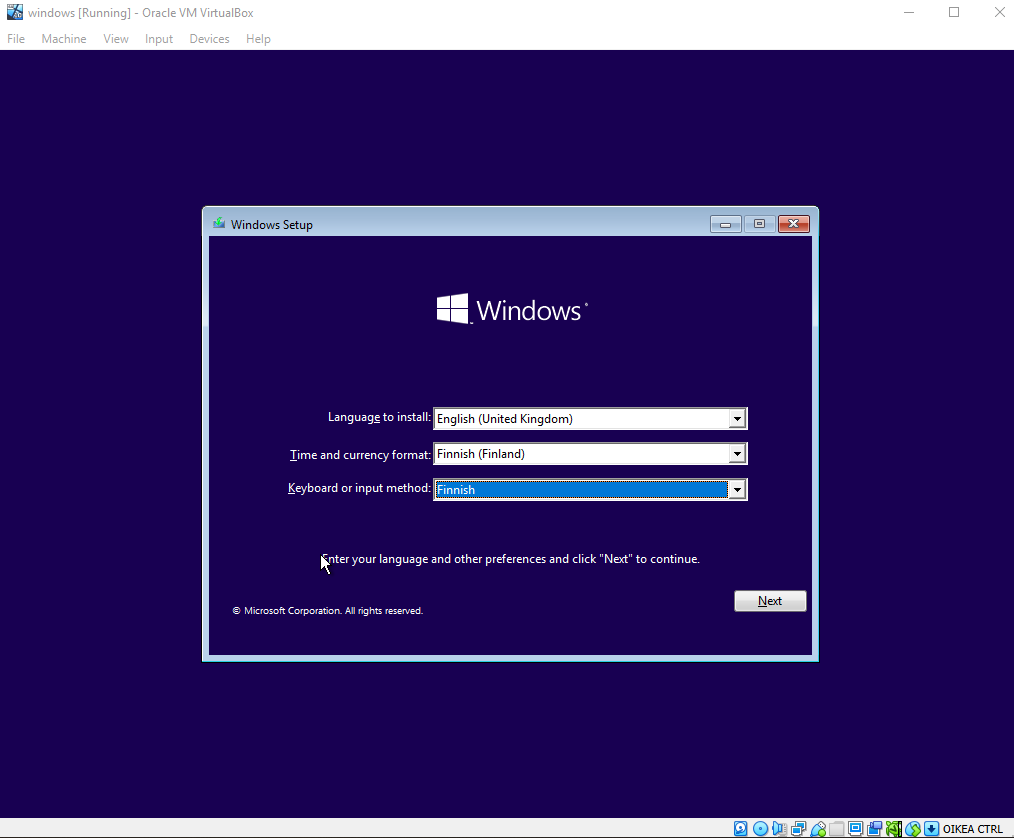 windows [Running] - Oracle VM VirtualBox
File Machine View Input Devices Help
Windows Setup
Windows
Language to install: English (United Kingdom)
Time and currency format: Finnish (Finland)
Keyboard or input method: Finnish
Enter your language and other preferences and click "Next" to continue.
Next
© Microsoft Corporation. All rights reserved.
OIKEA CTRL